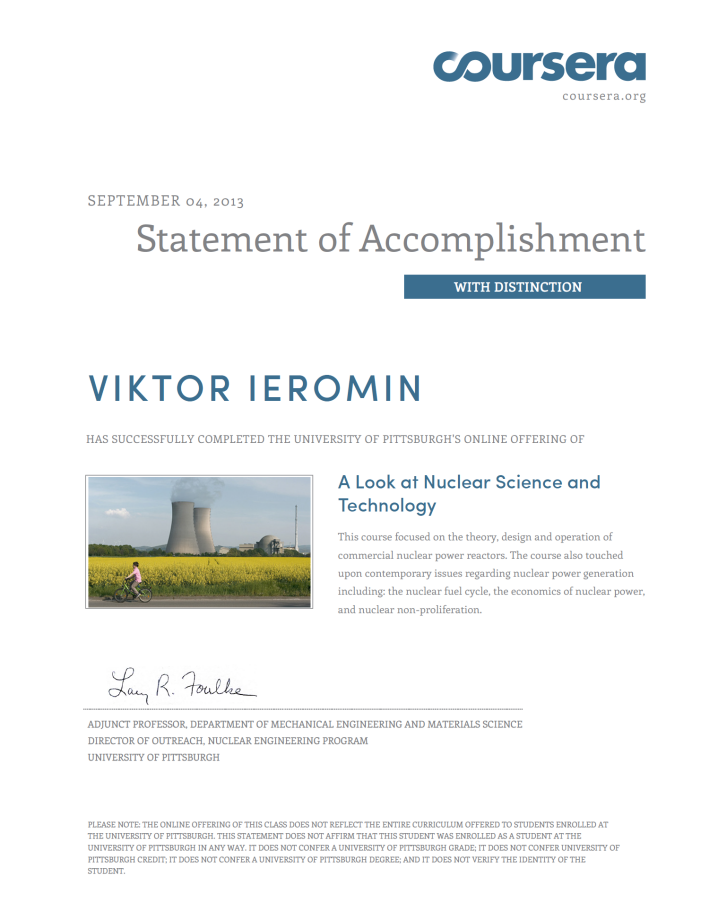 coursera
coursera.org
SEPTEMBER 04, 2013
Statement of Accomplishment
WITH DISTINCTION
VIKTOR IEROMIN
HAS SUCCESSFULLY COMPLETED THE UNIVERSITY OF PITTSBURGH'S ONLINE OFFERING OF
A Look at Nuclear Science and
Technology
This course focused on the theory, design and operation of
commercial nuclear power reactors. The course also touched
upon contemporary issues regarding nuclear power generation
including: the nuclear fuel cycle, the economics of nuclear power,
and nuclear non-proliferation.
Larry R. Foulke
ADJUNCT PROFESSOR, DEPARTMENT OF MECHANICAL ENGINEERING AND MATERIALS SCIENCE
DIRECTOR OF OUTREACH, NUCLEAR ENGINEERING PROGRAM
UNIVERSITY OF PITTSBURGH
PLEASE NOTE: THE ONLINE OFFERING OF THIS CLASS DOES NOT REFLECT THE ENTIRE CURRICULUM OFFERED TO STUDENTS ENROLLED AT
THE UNIVERSITY OF PITTSBURGH. THIS STATEMENT DOES NOT AFFIRM THAT THIS STUDENT WAS ENROLLED AS A STUDENT AT THE
UNIVERSITY OF PITTSBURGH IN ANY WAY. IT DOES NOT CONFER A UNIVERSITY OF PITTSBURGH GRADE; IT DOES NOT CONFER UNIVERSITY OF
PITTSBURGH CREDIT; IT DOES NOT CONFER A UNIVERSITY OF PITTSBURGH DEGREE; AND IT DOES NOT VERIFY THE IDENTITY OF THE
STUDENT.